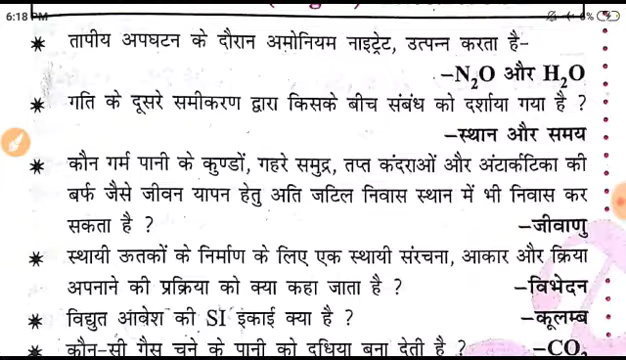 6:18 PM
✶ तापीय अपघटन के दौरान अमोनियम नाइट्रेट, उत्पन्न करता है–
–N₂O और H₂O
✶ गति के दूसरे समीकरण द्वारा किसके बीच संबंध को दर्शाया गया है ?
–स्थान और समय
✶ कौन गर्म पानी के कुण्डों, गहरे समुद्र, तप्त कंदराओं और अंटार्कटिका की
बर्फ जैसे जीवन यापन हेतु अति जटिल निवास स्थान में भी निवास कर
सकता है ?
–जीवाणु
✶ स्थायी ऊतकों के निर्माण के लिए एक स्थायी संरचना, आकार और क्रिया
अपनाने की प्रक्रिया को क्या कहा जाता है ?
–विभेदन
✶ विद्युत आवेश की SI इकाई क्या है ?
–कूलम्ब
✶ कौन-सी गैस चूने के पानी को दूधिया बना देती है ?
–CO₂